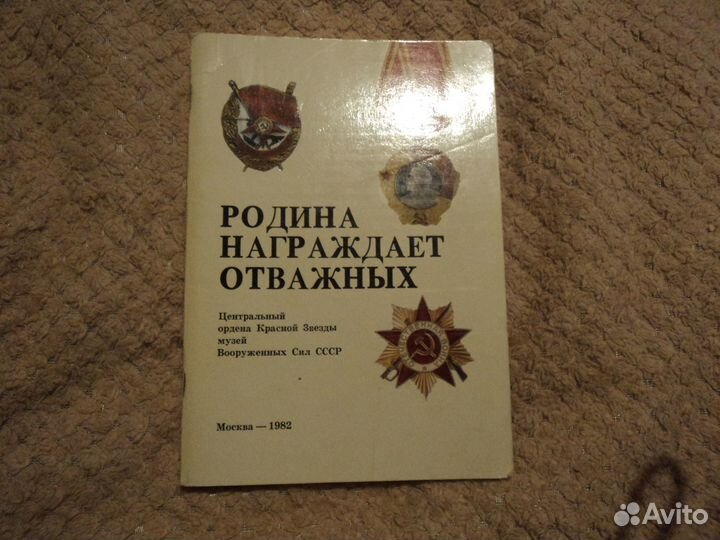 РОДИНА
НАГРАЖДАЕТ
ОТВАЖНЫХ
Центральный
ордена Красной Звезды
музей
Вооруженных Сил СССР
Москва — 1982
Avito